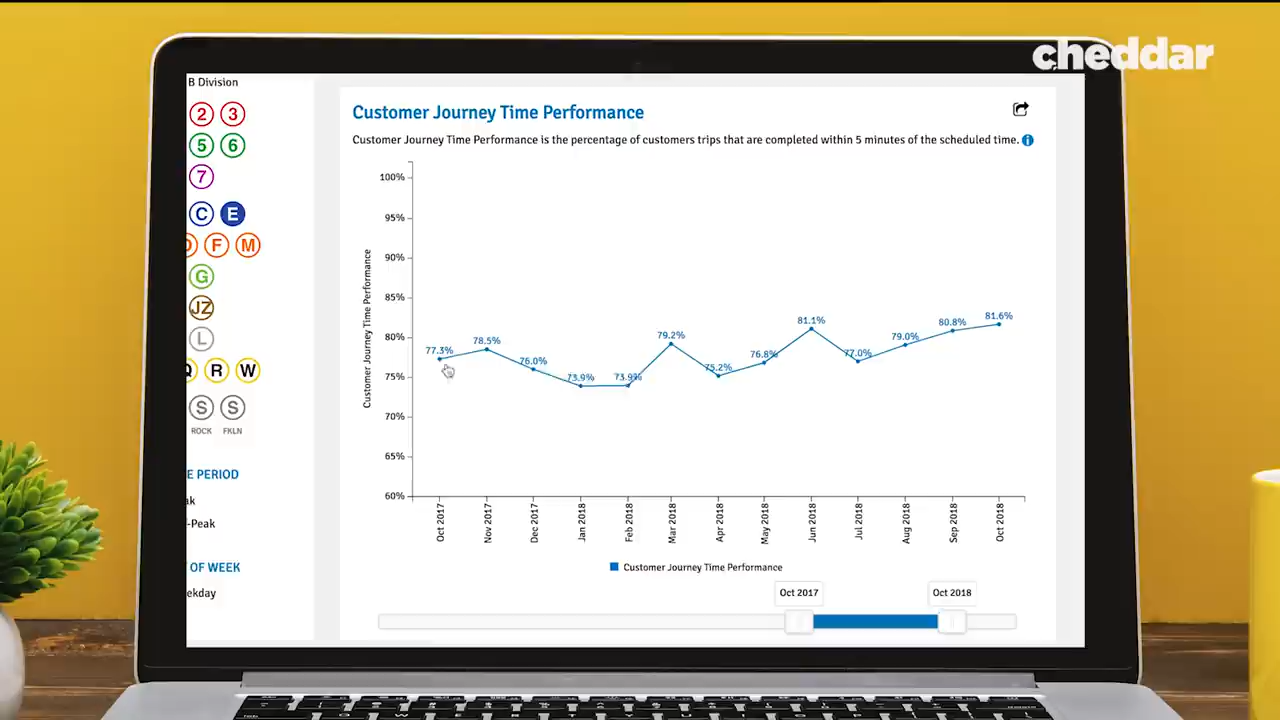 cheddar
B Division
2 3
5 6
7
C E
D F M
G
JZ
L
Q R W
S S
ROCK FKLN
E PERIOD
ak
-Peak
OF WEEK
ekday
Customer Journey Time Performance
Customer Journey Time Performance is the percentage of customers trips that are completed within 5 minutes of the scheduled time. i
100%
95%
90%
85%
80%
75%
70%
65%
60%
Customer Journey Time Performance
77.3%
78.5%
76.0%
73.9%
73.9%
79.2%
75.2%
76.8%
81.1%
77.0%
79.0%
80.8%
81.6%
Oct 2017
Nov 2017
Dec 2017
Jan 2018
Feb 2018
Mar 2018
Apr 2018
May 2018
Jun 2018
Jul 2018
Aug 2018
Sep 2018
Oct 2018
Customer Journey Time Performance
Oct 2017
Oct 2018